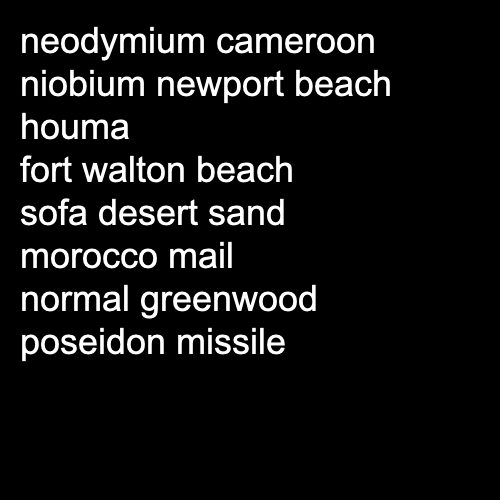 neodymium cameroon
niobium newport beach
houma
fort walton beach
sofa desert sand
morocco mail
normal greenwood
poseidon missile